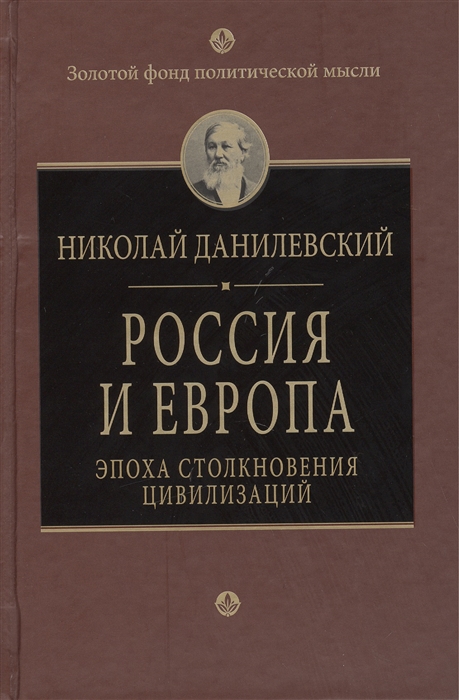 Золотой фонд политической мысли
НИКОЛАЙ ДАНИЛЕВСКИЙ
РОССИЯ
И ЕВРОПА
ЭПОХА СТОЛКНОВЕНИЯ
ЦИВИЛИЗАЦИЙ